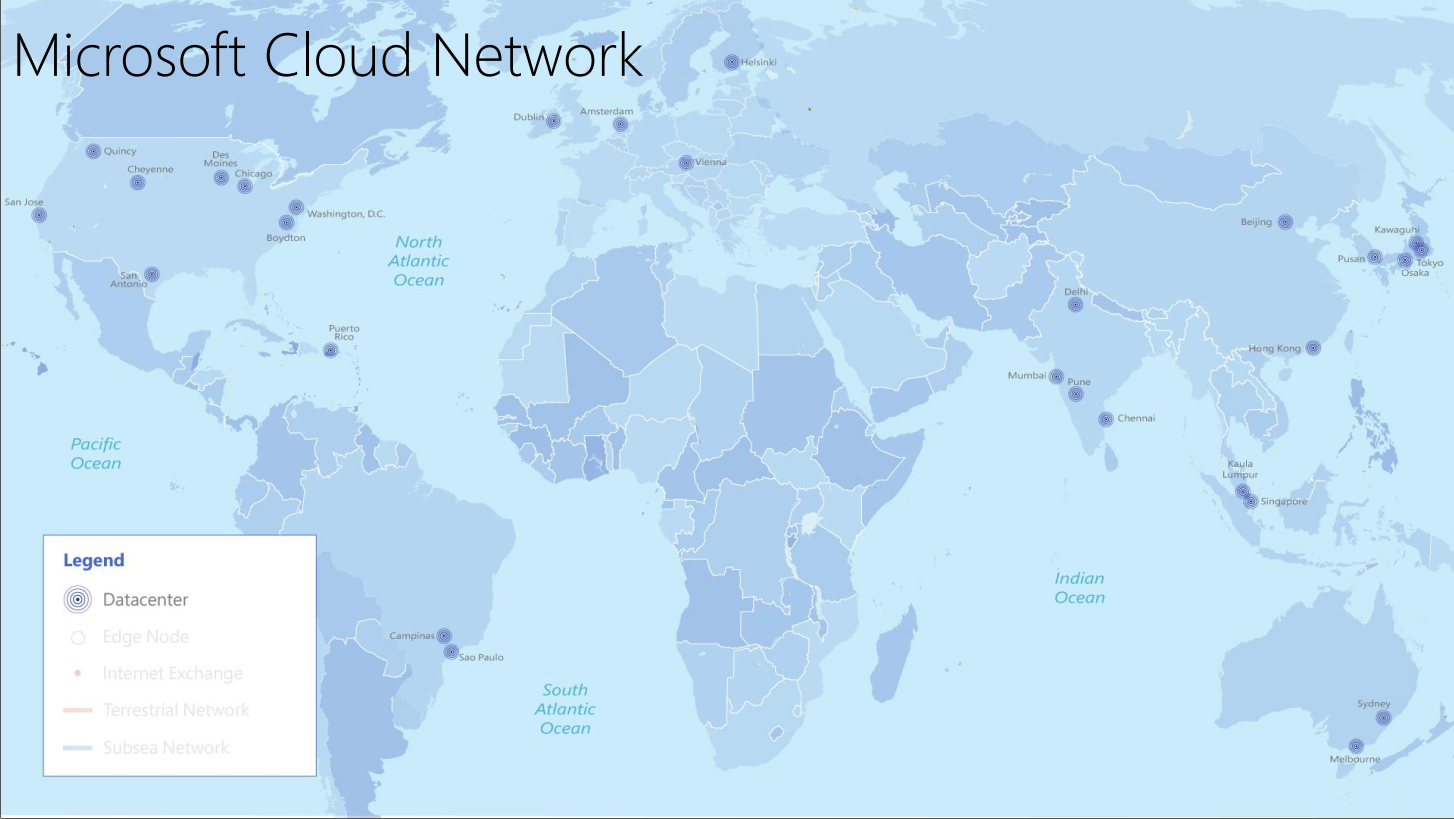 Microsoft Cloud Network
Helsinki
Dublin
Amsterdam
Vienna
Quincy
Cheyenne
Des
Moines
Chicago
San Jose
Washington, D.C.
Boydton
San
Antonio
North
Atlantic
Ocean
Puerto
Rico
Beijing
Kawaguhi
Pusan
Tokyo
Osaka
Delhi
Hong Kong
Mumbai
Pune
Chennai
Pacific
Ocean
Kaula
Lumpur
Singapore
Indian
Ocean
Legend
Datacenter
Edge Node
Internet Exchange
Terrestrial Network
Subsea Network
Campinas
Sao Paulo
South
Atlantic
Ocean
Sydney
Melbourne